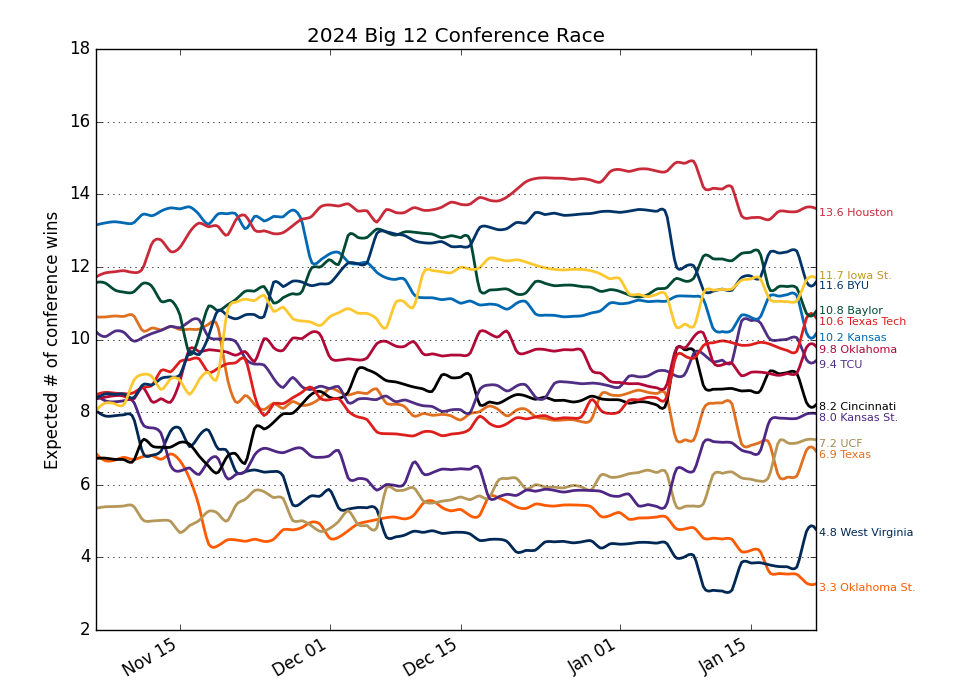 2024 Big 12 Conference Race
Expected # of conference wins
18
16
14
12
10
8
6
4
2
Nov 15
Dec 01
Dec 15
Jan 01
Jan 15
13.6 Houston
11.7 Iowa St.
11.6 BYU
10.8 Baylor
10.6 Texas Tech
10.2 Kansas
9.8 Oklahoma
9.4 TCU
8.2 Cincinnati
8.0 Kansas St.
7.2 UCF
6.9 Texas
4.8 West Virginia
3.3 Oklahoma St.